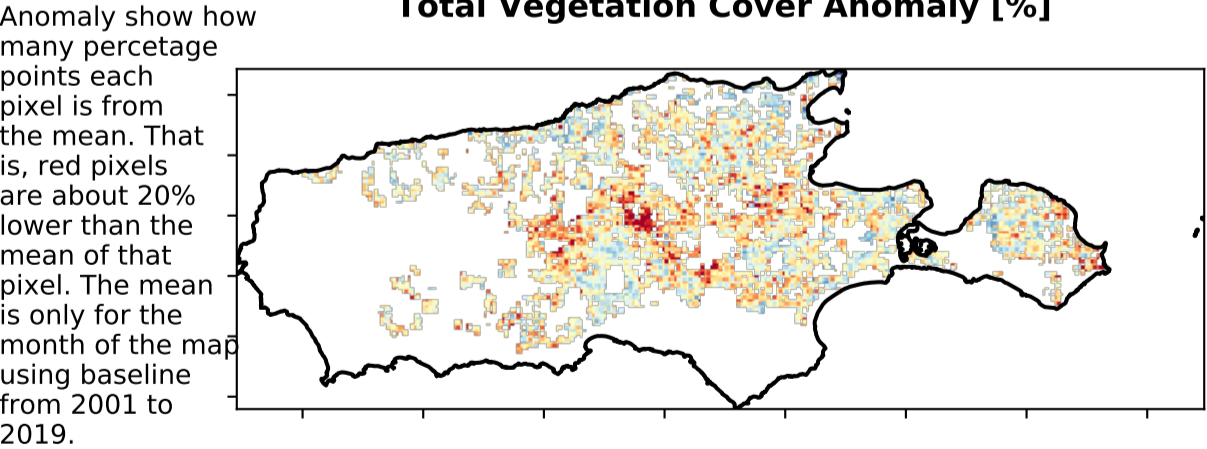 Total Vegetation Cover Anomaly [%]
Anomaly show how
many percetage
points each
pixel is from
the mean. That
is, red pixels
are about 20%
lower than the
mean of that
pixel. The mean
is only for the
month of the map
using baseline
from 2001 to
2019.